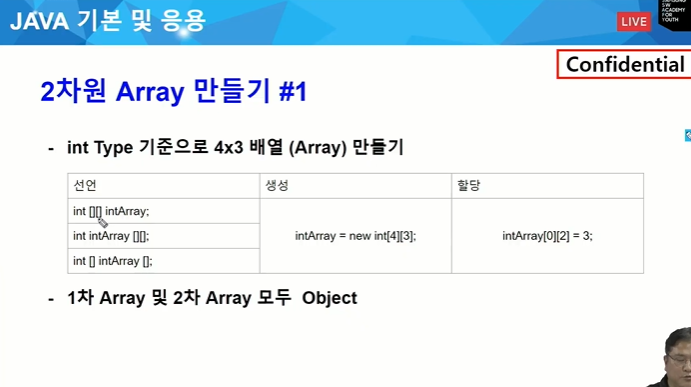 JAVA 기본 및 응용
LIVE
SW
ACADEMY
FOR
YOUTH
Confidential
2차원 Array 만들기 #1
- int Type 기준으로 4x3 배열 (Array) 만들기
선언 생성 할당
int [][] intArray;
int intArray [][]; intArray = new int[4][3]; intArray[0][2] = 3;
int [] intArray [];
- 1차 Array 및 2차 Array 모두 Object